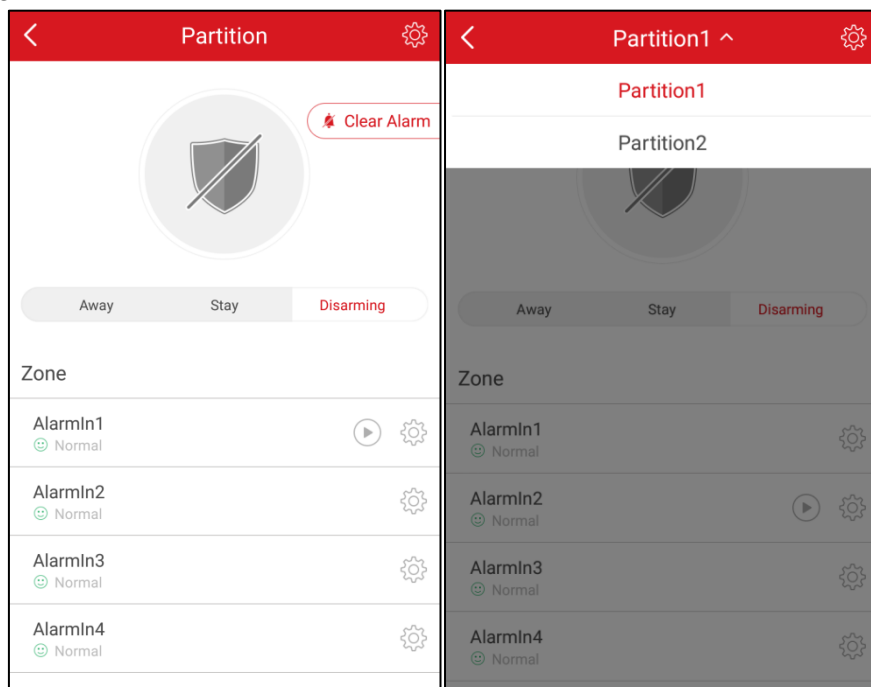 Partition
Clear Alarm
Away Stay Disarming
Zone
AlarmIn1
Normal
AlarmIn2
Normal
AlarmIn3
Normal
AlarmIn4
Normal
Partition1
Partition1
Partition2
Away Stay Disarming
Zone
AlarmIn1
Normal
AlarmIn2
Normal
AlarmIn3
Normal
AlarmIn4
Normal